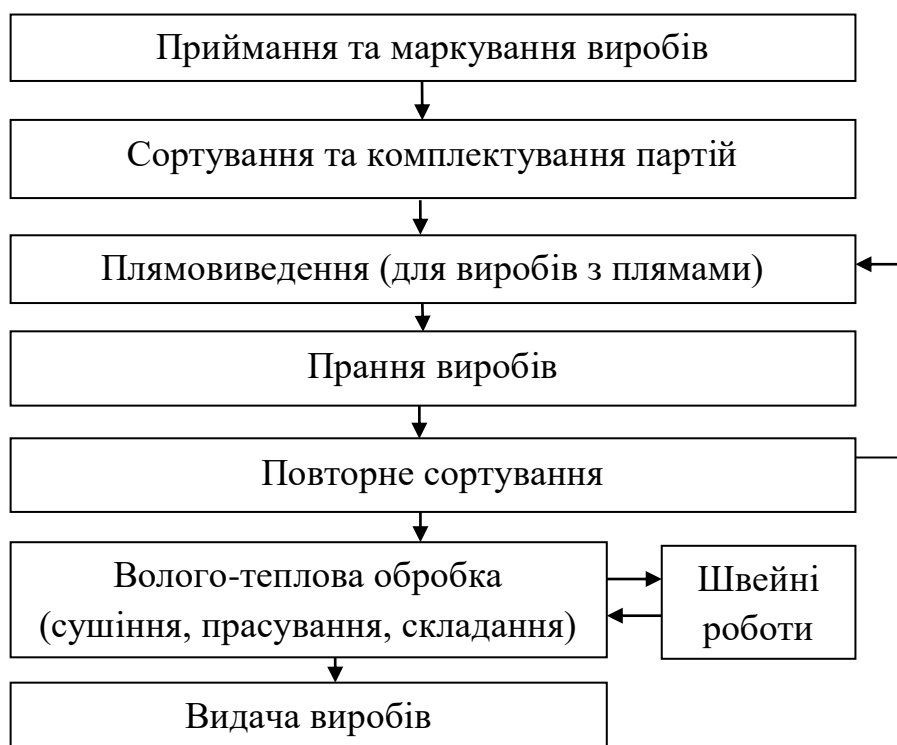 Приймання та маркування виробів
Сортування та комплектування партій
Плямовиведення (для виробів з плямами)
Прання виробів
Повторне сортування
Волого-теплова обробка
(сушіння, прасування, складання)
Швейні
роботи
Видача виробів